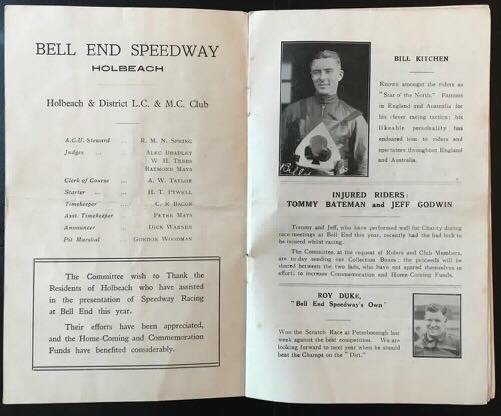 BELL END SPEEDWAY
HOLBEACH
Holbeach & District L.C. & M.C. Club
A.C.U. Steward ... R. M. N. SPRING
Judges ... ALEC BRADLEY
W. H. TEBBS
RAYMOND MAYS
Clerk of Course ... A. W. TAYLOR
Starter ... H. T. PYWELL
Timekeeper ... C. R. BACON
Asst. Timekeeper PETER MAYS
Announcer ... DICK WARNER
Pit Marshal GORDON WOODMAN
The Committee wish to Thank the
Residents of Holbeach who have assisted
in the presentation of Speedway Racing
at Bell End this year.
Their efforts have been appreciated,
and the Home-Coming and Commemoration
Funds have benefited considerably.
BILL KITCHEN
Known amongst the riders as
"Star o' the North." Famous
in England and Australia for
his clever racing tactics; his
likeable personality has
endeared him to riders and
spectators throughout England
and Australia.
INJURED RIDERS:
TOMMY BATEMAN and JEFF GODWIN
Tommy and Jeff, who have performed well for Charity during
race-meetings at Bell End this year, recently had the bad luck to
be injured whilst racing.
The Committee, at the request of Riders and Club Members,
are to-day sending out Collection Boxes; the proceeds will be
shared between the two lads, who have not spared themselves in
effort to increase Commemoration and Home-Coming Funds.
ROY DUKE,
"Bell End Speedway's Own"
Won the Scratch Race at Peterborough last
week against the best competition. We are
looking forward to next year when he should
beat the Champs on the "Dirt."